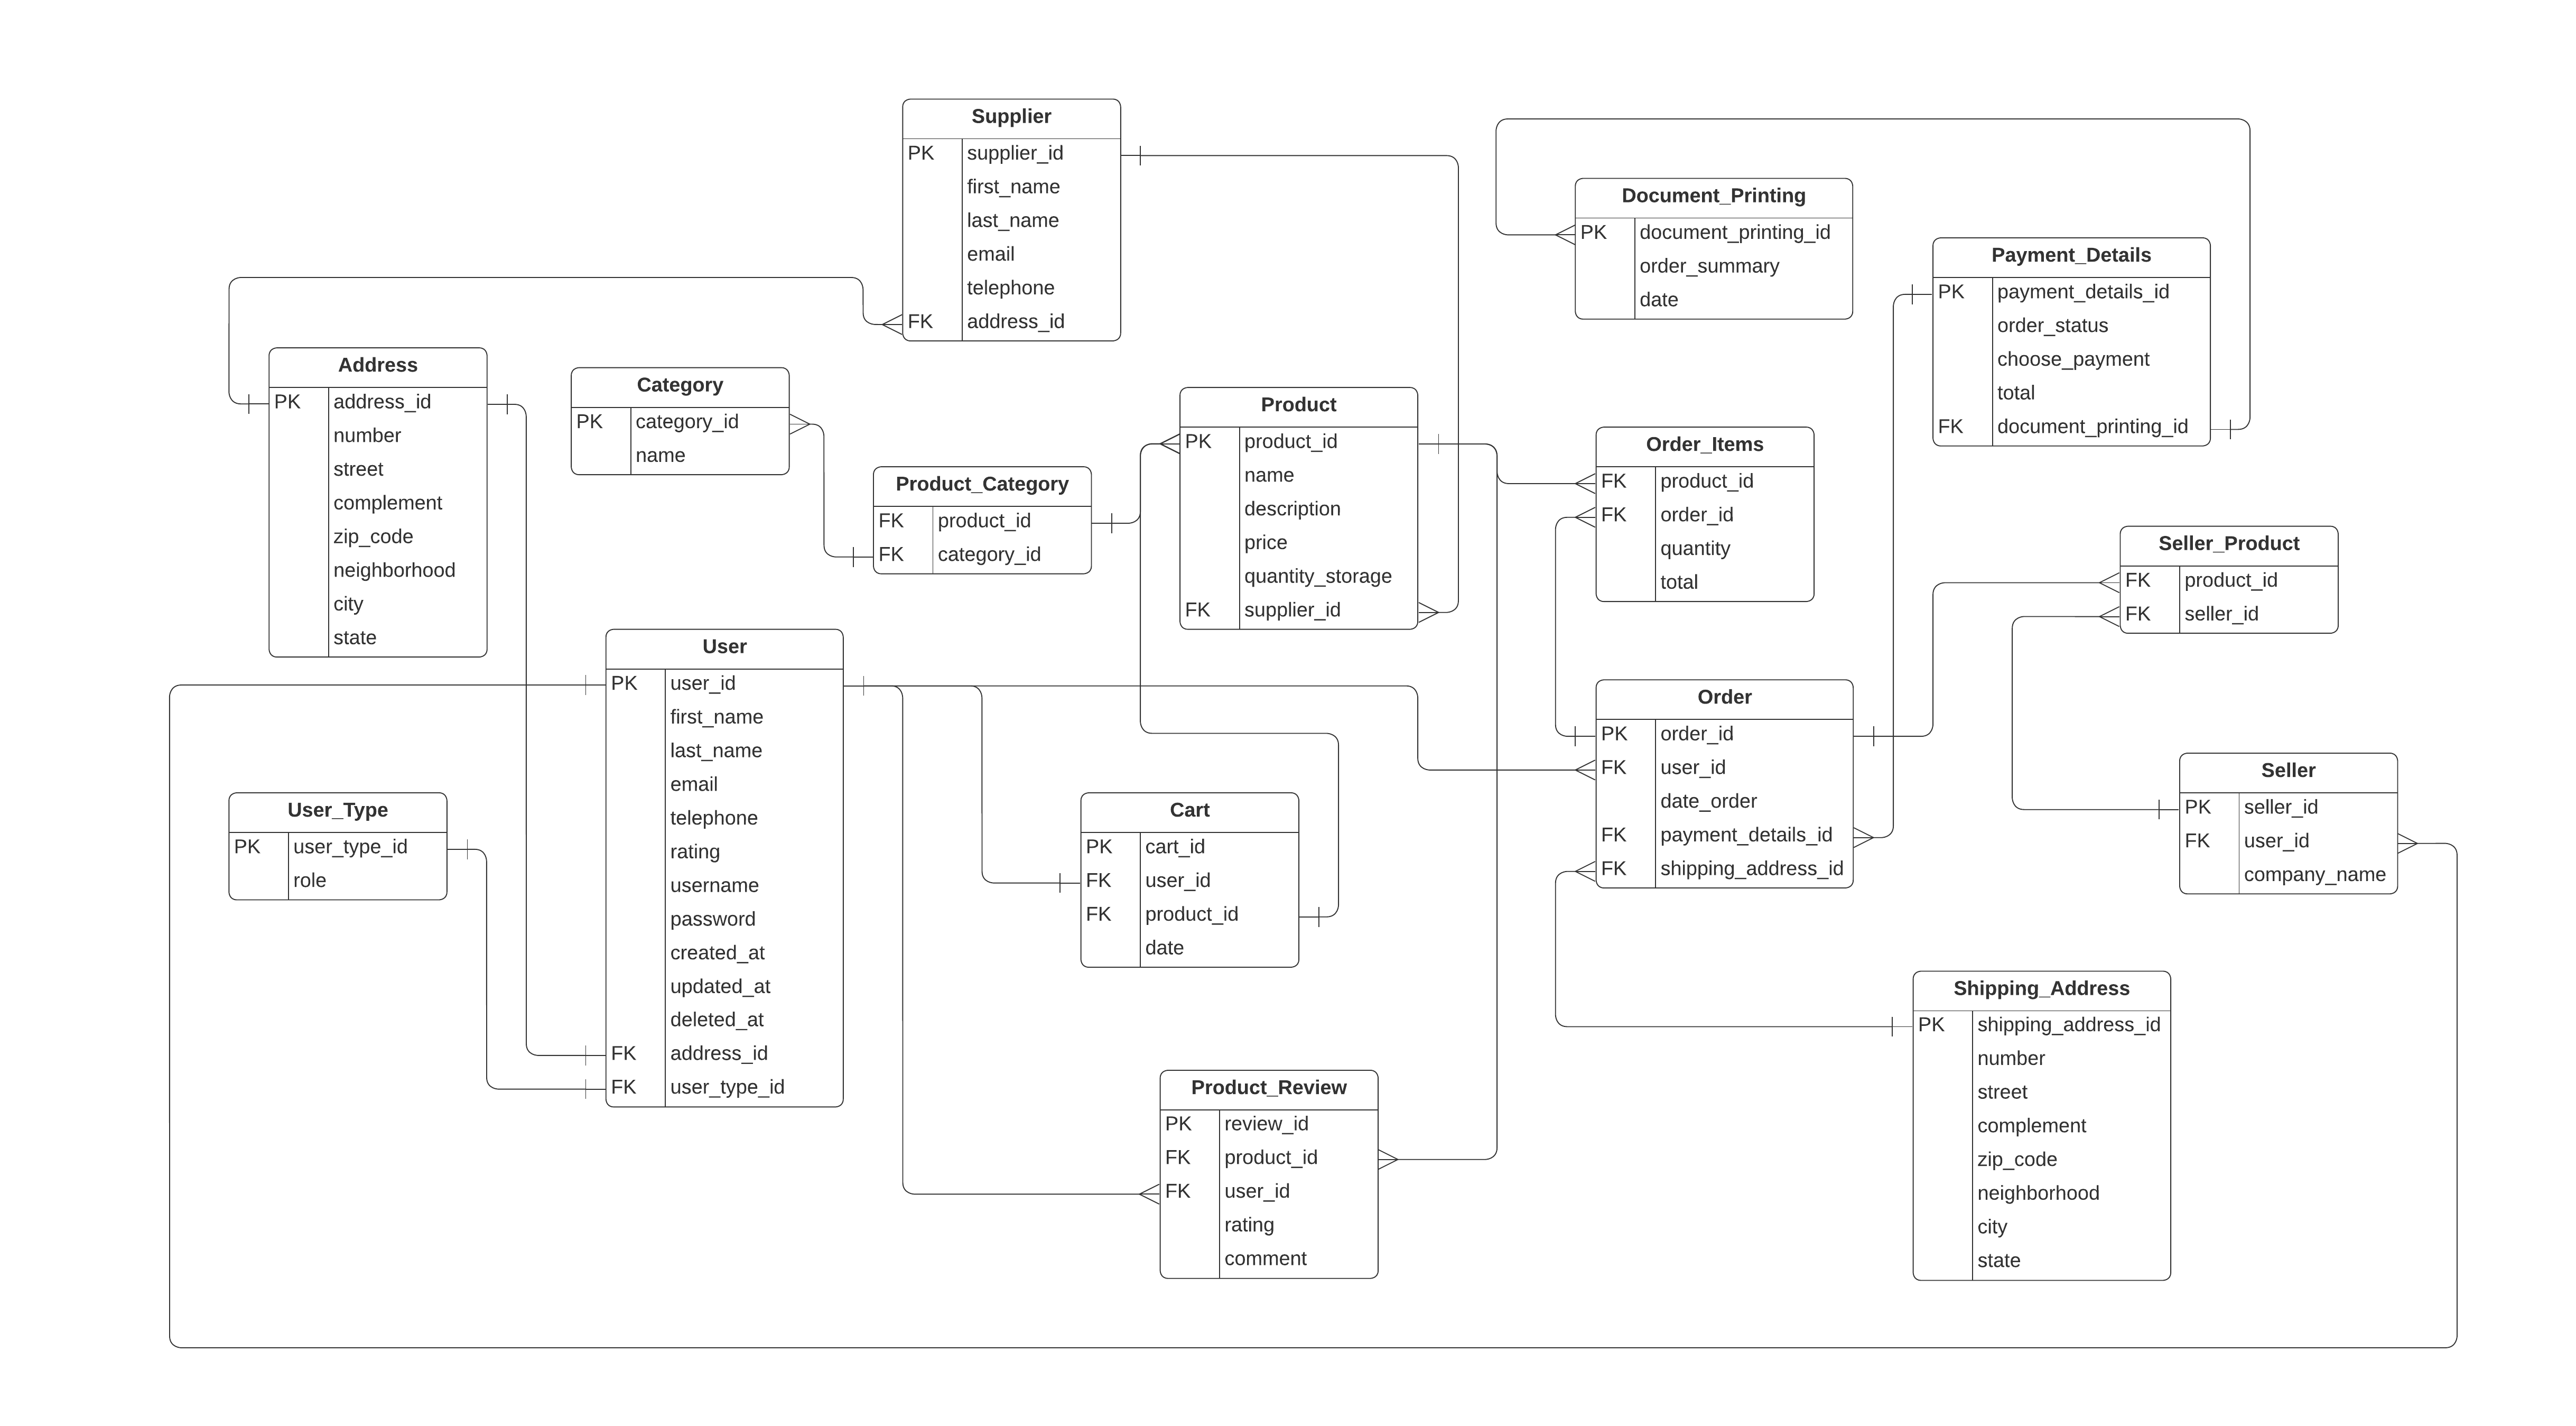 Supplier
PK supplier_id
first_name
last_name
email
telephone
FK address_id
Document_Printing
PK document_printing_id
order_summary
date
Payment_Details
PK payment_details_id
order_status
choose_payment
total
FK document_printing_id
Address
PK address_id
number
street
complement
zip_code
neighborhood
city
state
Category
PK category_id
name
Product_Category
FK product_id
FK category_id
Product
PK product_id
name
description
price
quantity_storage
FK supplier_id
Order_Items
FK product_id
FK order_id
quantity
total
Seller_Product
FK product_id
FK seller_id
User
PK user_id
first_name
last_name
email
telephone
rating
username
password
created_at
updated_at
deleted_at
FK address_id
FK user_type_id
Order
PK order_id
FK user_id
date_order
FK payment_details_id
FK shipping_address_id
Seller
PK seller_id
FK user_id
company_name
User_Type
PK user_type_id
role
Cart
PK cart_id
FK user_id
FK product_id
date
Shipping_Address
PK shipping_address_id
number
street
complement
zip_code
neighborhood
city
state
Product_Review
PK review_id
FK product_id
FK user_id
rating
comment